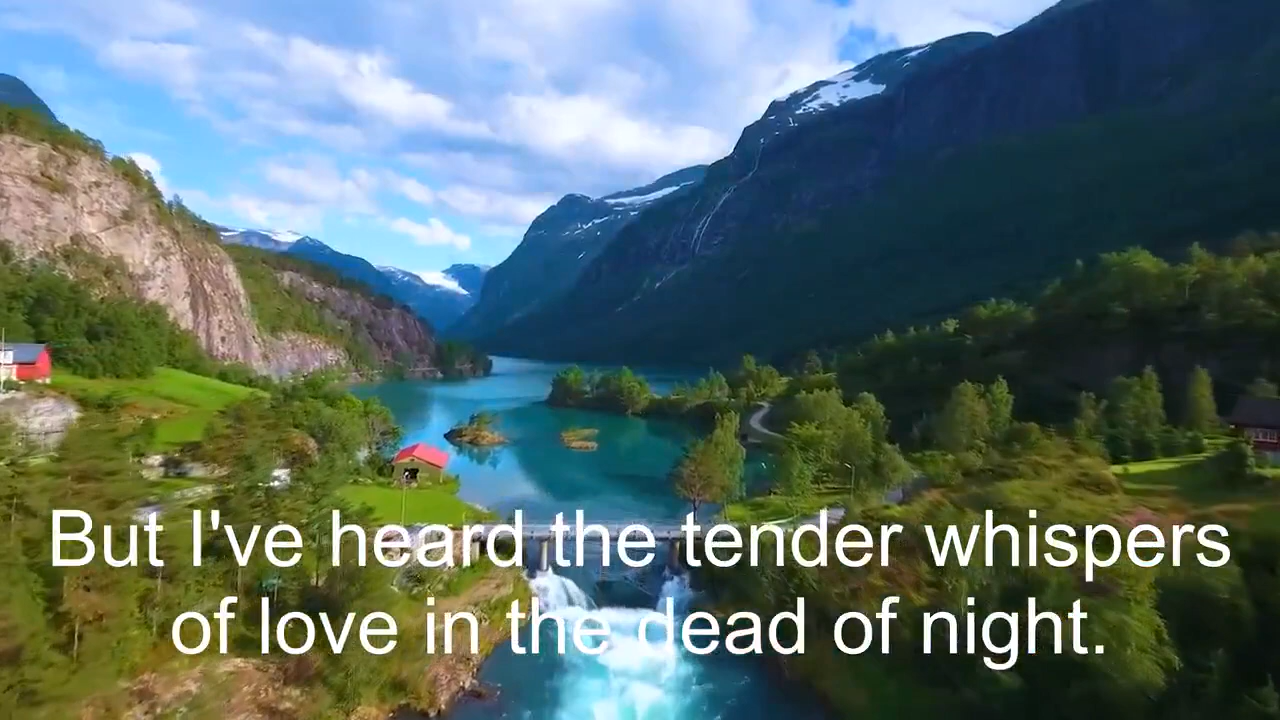 But I've heard the tender whispers
of love in the dead of night.